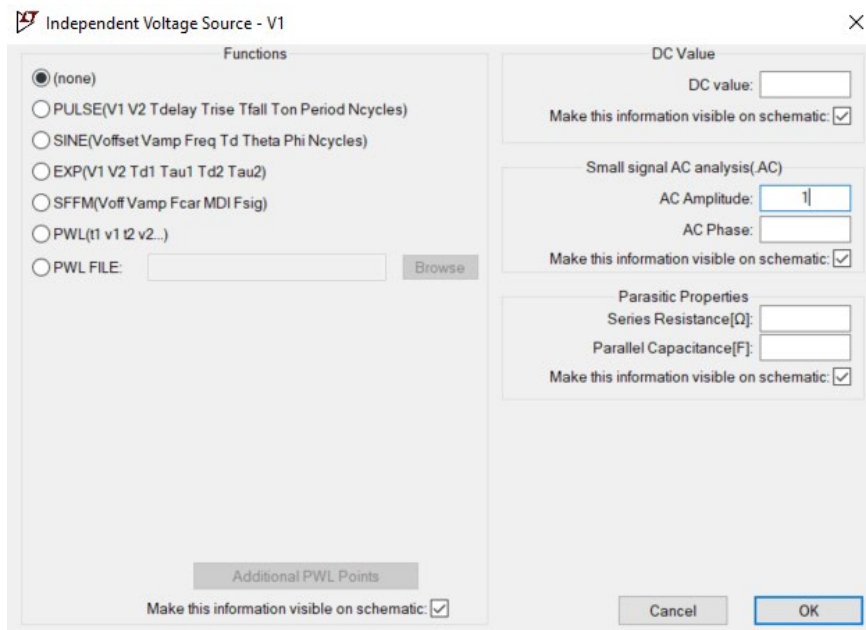 Independent Voltage Source - V1
Functions
(none)
PULSE(V1 V2 Tdelay Trise Tfall Ton Period Ncycles)
SINE(Voffset Vamp Freq Td Theta Phi Ncycles)
EXP(V1 V2 Td1 Tau1 Td2 Tau2)
SFFM(Voff Vamp Fcar MDI Fsig)
PWL(t1 v1 t2 v2...)
PWL FILE:
Browse
Additional PWL Points
Make this information visible on schematic:
DC Value
DC value:
Make this information visible on schematic:
Small signal AC analysis(.AC)
AC Amplitude: 1
AC Phase:
Make this information visible on schematic:
Parasitic Properties
Series Resistance[Ω]:
Parallel Capacitance[F]:
Make this information visible on schematic:
Cancel
OK